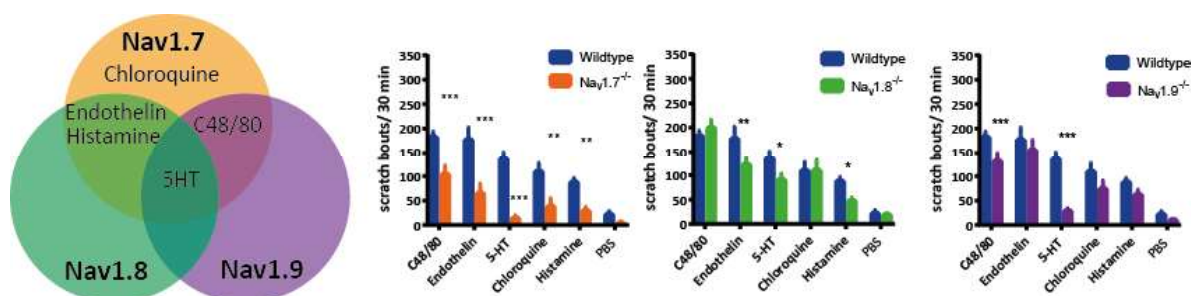 Nav1.7
Chloroquine
Endothelin
Histamine
C48/80
5HT
Nav1.8
Nav1.9
scratch bouts/ 30 min
350
300
250
200
150
100
50
0
Wildtype
Naᵥ1.7⁻/⁻
***
***
***
**
**
C48/80
Endothelin
5-HT
Chloroquine
Histamine
PBS
scratch bouts/ 30 min
350
300
250
200
150
100
50
0
Wildtype
Naᵥ1.8⁻/⁻
**
*
*
C48/80
Endothelin
5-HT
Chloroquine
Histamine
PBS
scratch bouts/ 30 min
350
300
250
200
150
100
50
0
Wildtype
Naᵥ1.9⁻/⁻
***
***
C48/80
Endothelin
5-HT
Chloroquine
Histamine
PBS